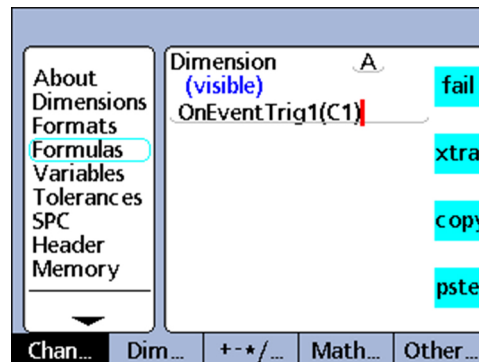 About
Dimensions
Formats
Formulas
Variables
Tolerances
SPC
Header
Memory
Dimension A
(visible)
OnEventTrig1(C1)
fail
xtra
copy
pste
Chan... Dim... +-*/... Math... Other...